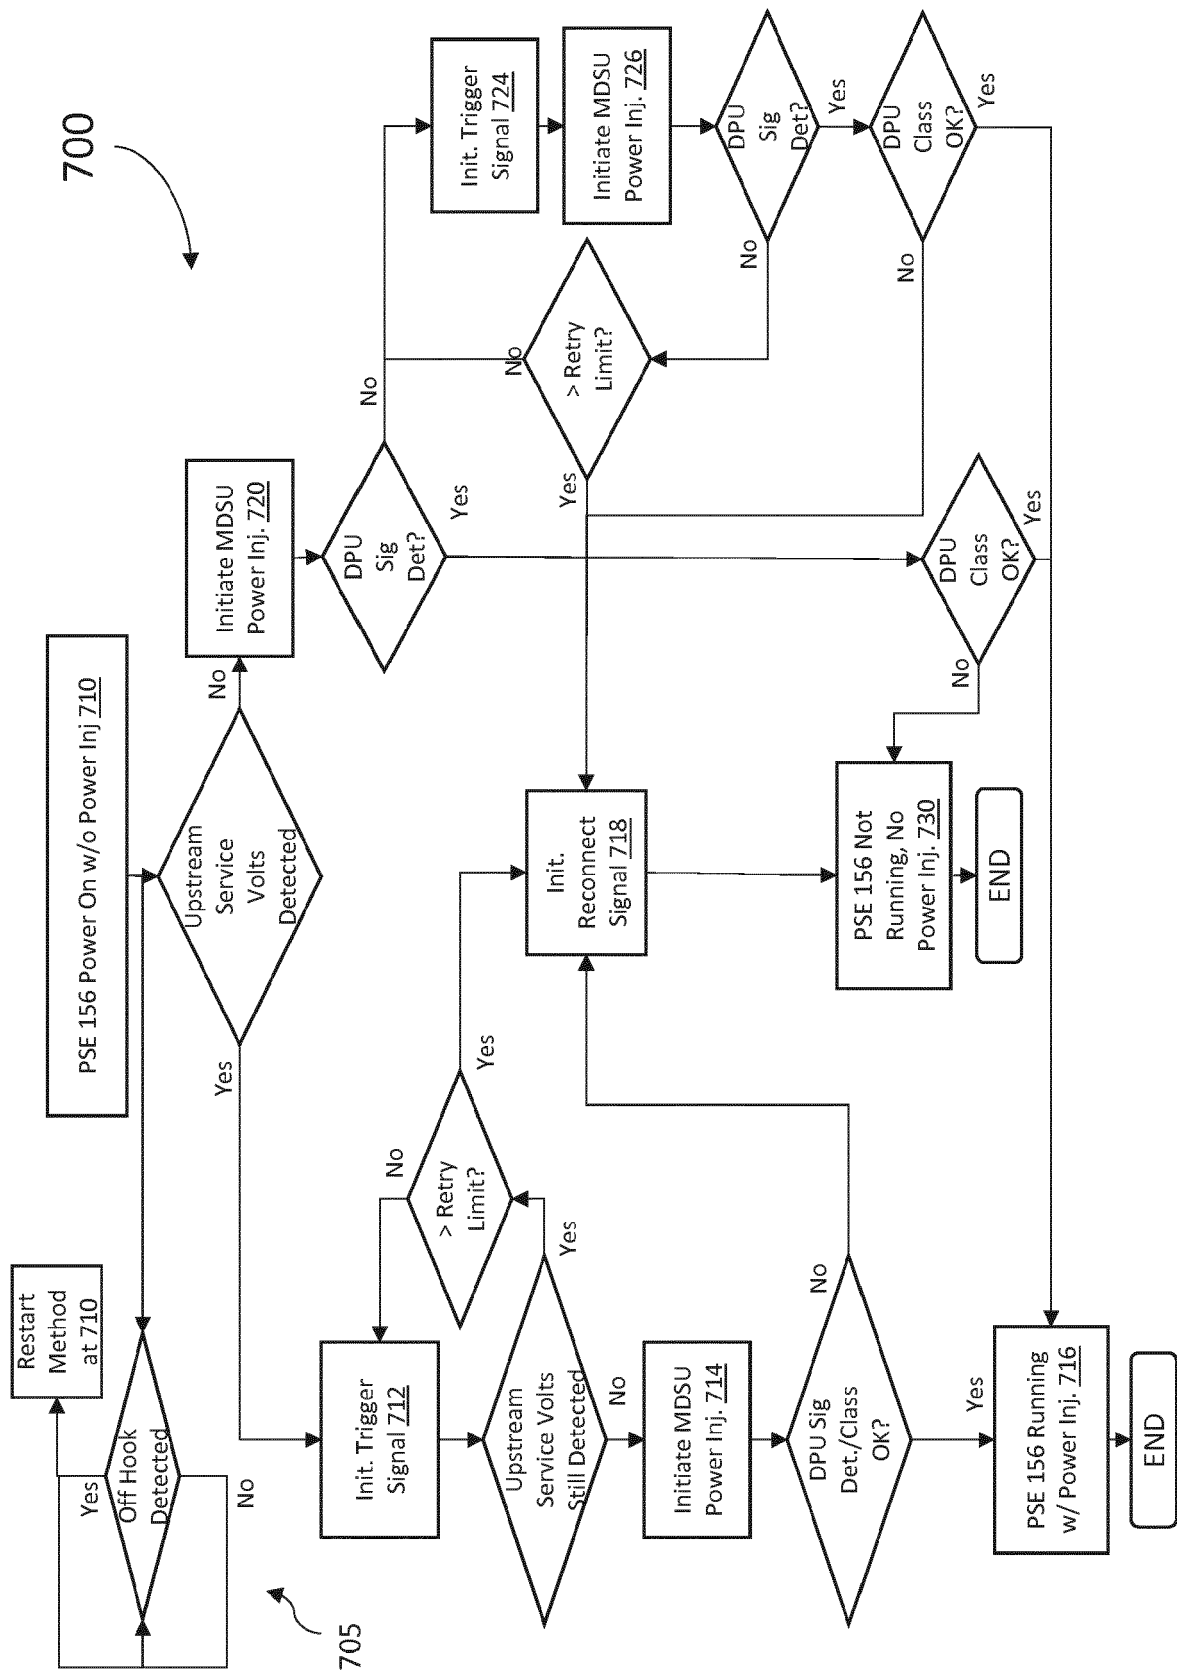 700
705
Restart
Method
at 710
Yes
Off Hook
Detected
No
PSE 156 Power On w/o Power Inj 710
Upstream
Service
Volts
Detected
Yes
No
Initiate MDSU
Power Inj. 720
DPU
Sig
Det?
No
Yes
Init. Trigger
Signal 724
Initiate MDSU
Power Inj. 726
DPU
Sig
Det?
No
Yes
DPU
Class
OK?
No
Yes
> Retry
Limit?
No
Yes
Init. Trigger
Signal 712
> Retry
Limit?
No
Yes
Upstream
Service Volts
Still Detected
Yes
No
Initiate MDSU
Power Inj. 714
DPU Sig
Det./Class
OK?
No
Yes
Init.
Reconnect
Signal 718
DPU
Class
OK?
No
Yes
PSE 156 Not
Running, No
Power Inj. 730
END
PSE 156 Running
w/ Power Inj. 716
END